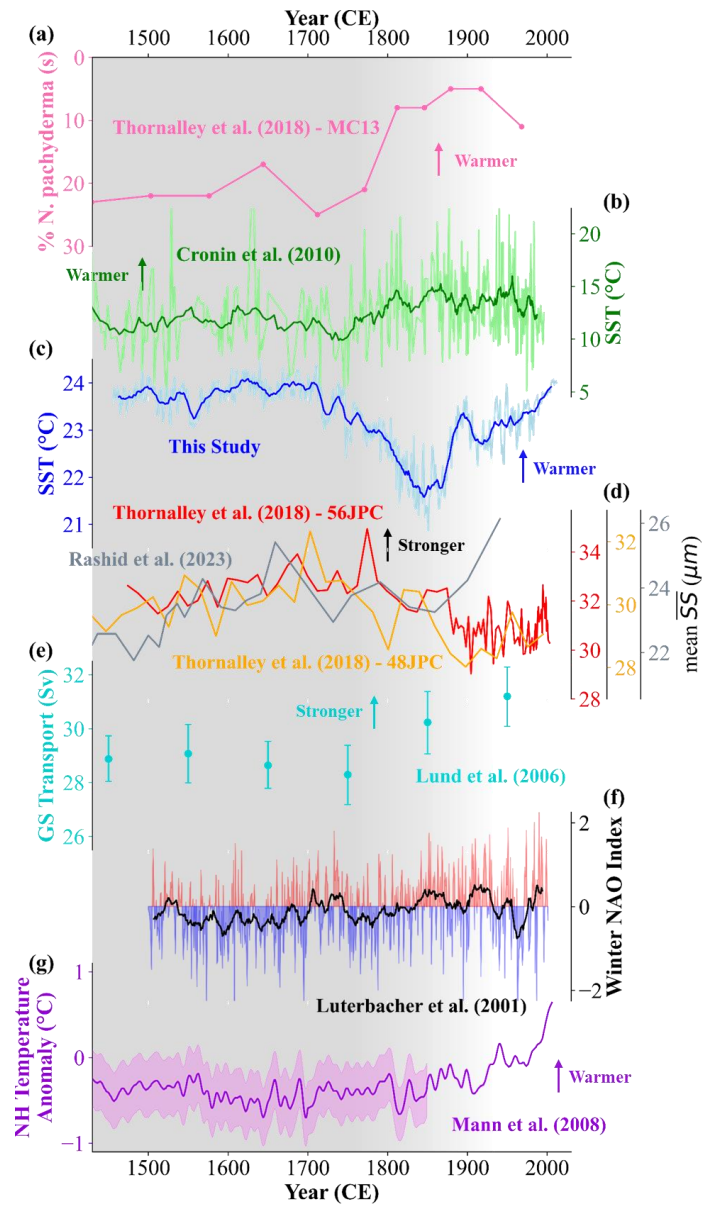 Year (CE)
(a)
1500 1600 1700 1800 1900 2000
% N. pachyderma (s)
0
10
20
30
Thornalley et al. (2018) - MC13
Warmer
(b)
Cronin et al. (2010)
Warmer
SST (°C)
20
15
10
5
(c)
SST (°C)
24
23
22
21
This Study
Warmer
(d)
Thornalley et al. (2018) - 56JPC
Stronger
Rashid et al. (2023)
Thornalley et al. (2018) - 48JPC
34
32
30
28
32
30
28
26
24
22
mean SS (μm)
(e)
GS Transport (Sv)
32
30
28
26
Stronger
Lund et al. (2006)
(f)
Winter NAO Index
2
0
−2
Luterbacher et al. (2001)
(g)
NH Temperature
Anomaly (°C)
1
0
−1
Warmer
Mann et al. (2008)
1500 1600 1700 1800 1900 2000
Year (CE)